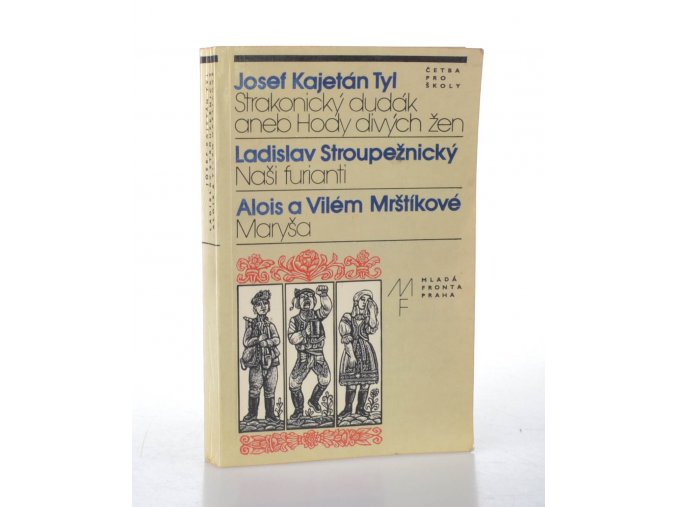 Josef Kajetán Tyl
Strakonický dudák
aneb Hody divých žen
ČETBA
PRO
ŠKOLY
Ladislav Stroupežnický
Naši furianti
Alois a Vilém Mrštíkové
Maryša
MF
MLADÁ
FRONTA
PRAHA